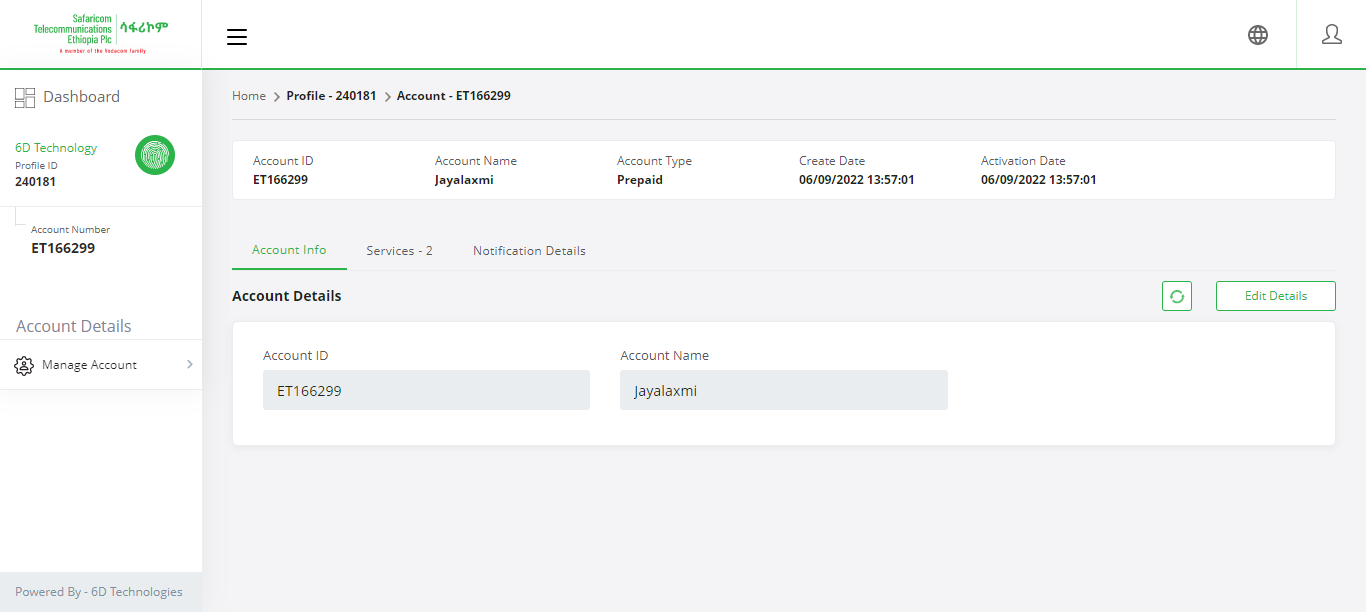 Safaricom
Telecommunications
Ethiopia Plc
ሳፋሪኮም
A member of the Vodacom family
Dashboard
6D Technology
Profile ID
240181
Account Number
ET166299
Account Details
Manage Account
Powered By - 6D Technologies
Home > Profile - 240181 > Account - ET166299
Account ID Account Name Account Type Create Date Activation Date
ET166299 Jayalaxmi Prepaid 06/09/2022 13:57:01 06/09/2022 13:57:01
Account Info Services - 2 Notification Details
Account Details Edit Details
Account ID Account Name
ET166299 Jayalaxmi